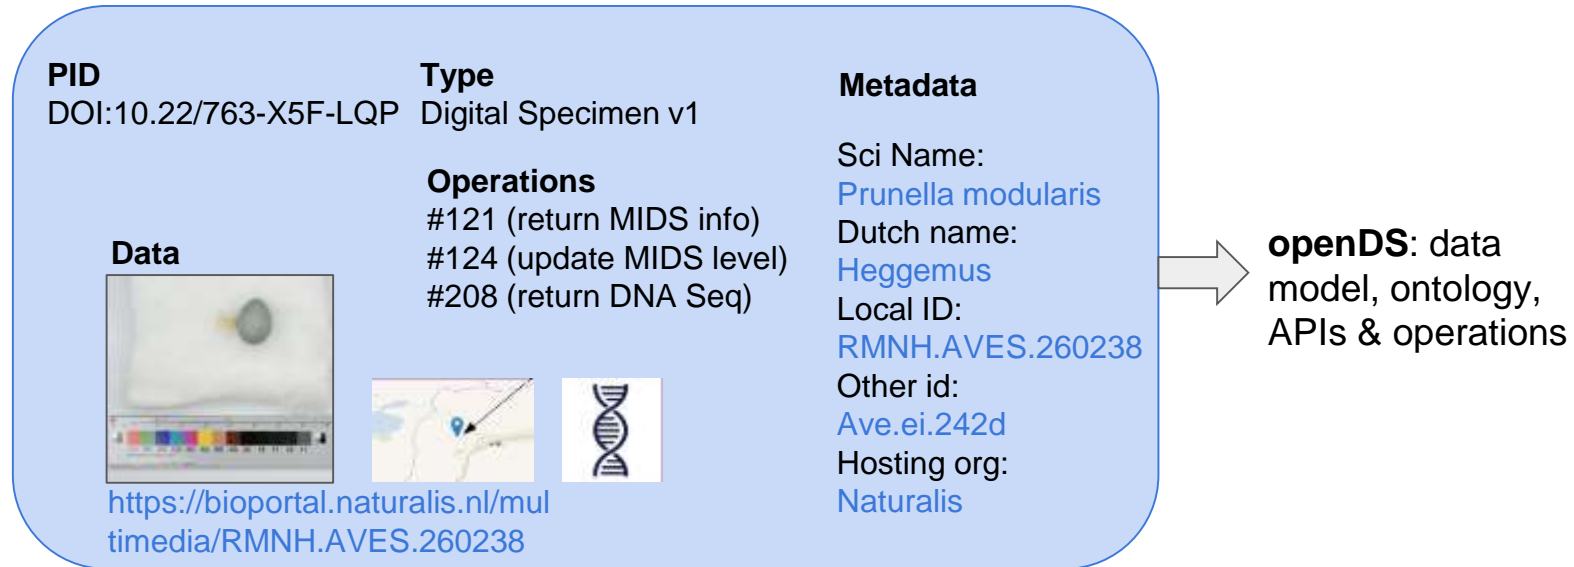 PID
DOI:10.22/763-X5F-LQP
Type
Digital Specimen v1
Operations
#121 (return MIDS info)
#124 (update MIDS level)
#208 (return DNA Seq)
Data
https://bioportal.naturalis.nl/mul
timedia/RMNH.AVES.260238
Metadata
Sci Name:
Prunella modularis
Dutch name:
Heggemus
Local ID:
RMNH.AVES.260238
Other id:
Ave.ei.242d
Hosting org:
Naturalis
openDS: data
model, ontology,
APIs & operations